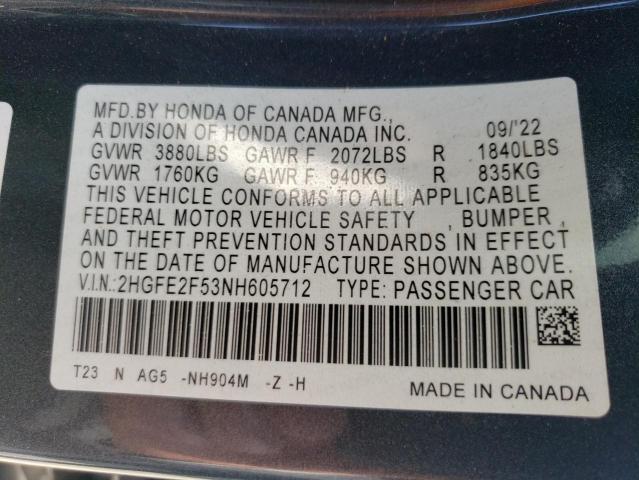 MFD.BY HONDA OF CANADA MFG.,
A DIVISION OF HONDA CANADA INC. 09/'22
GVWR 3880LBS GAWR F 2072LBS R 1840LBS
GVWR 1760KG GAWR F 940KG R 835KG
THIS VEHICLE CONFORMS TO ALL APPLICABLE
FEDERAL MOTOR VEHICLE SAFETY , BUMPER ,
AND THEFT PREVENTION STANDARDS IN EFFECT
ON THE DATE OF MANUFACTURE SHOWN ABOVE.
V.I.N.:2HGFE2F53NH605712 TYPE: PASSENGER CAR
T23 N AG5 -NH904M -Z -H
MADE IN CANADA